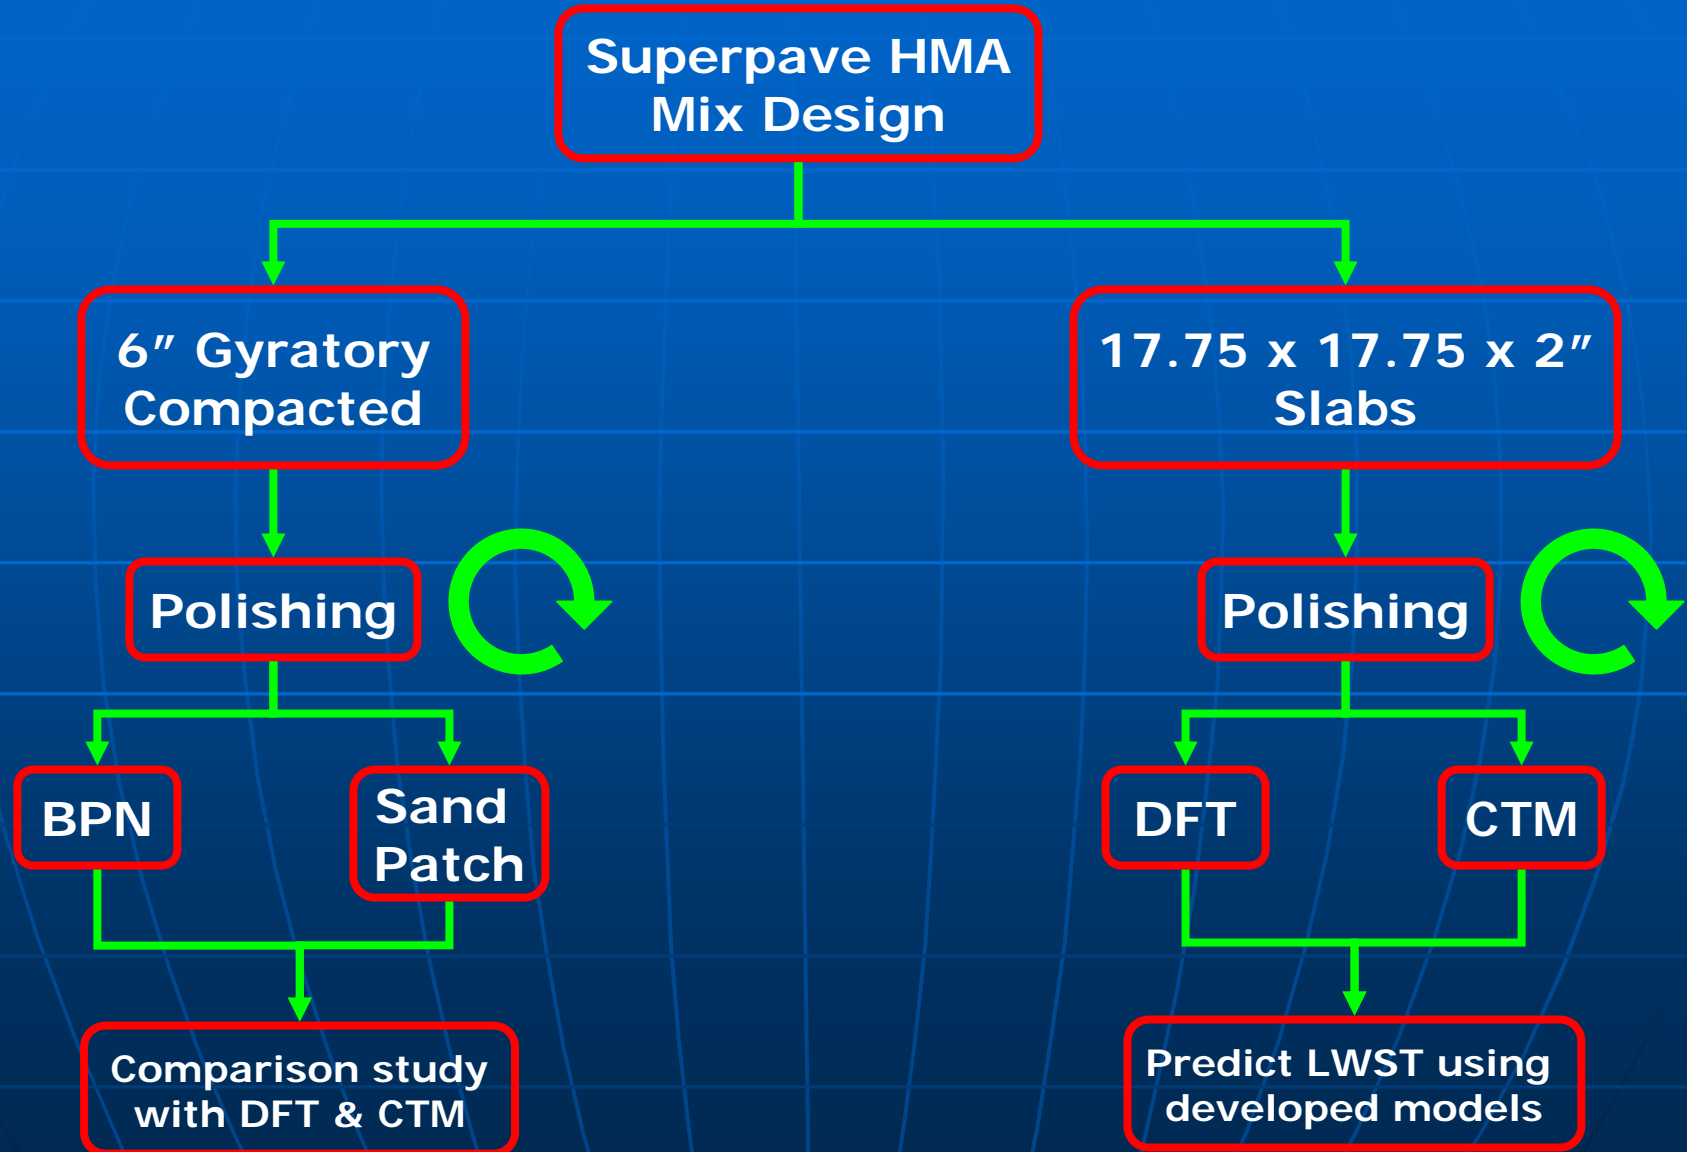 Superpave HMA
Mix Design
6″ Gyratory
Compacted
17.75 x 17.75 x 2″
Slabs
Polishing
Polishing
BPN
Sand
Patch
DFT
CTM
Comparison study
with DFT & CTM
Predict LWST using
developed models